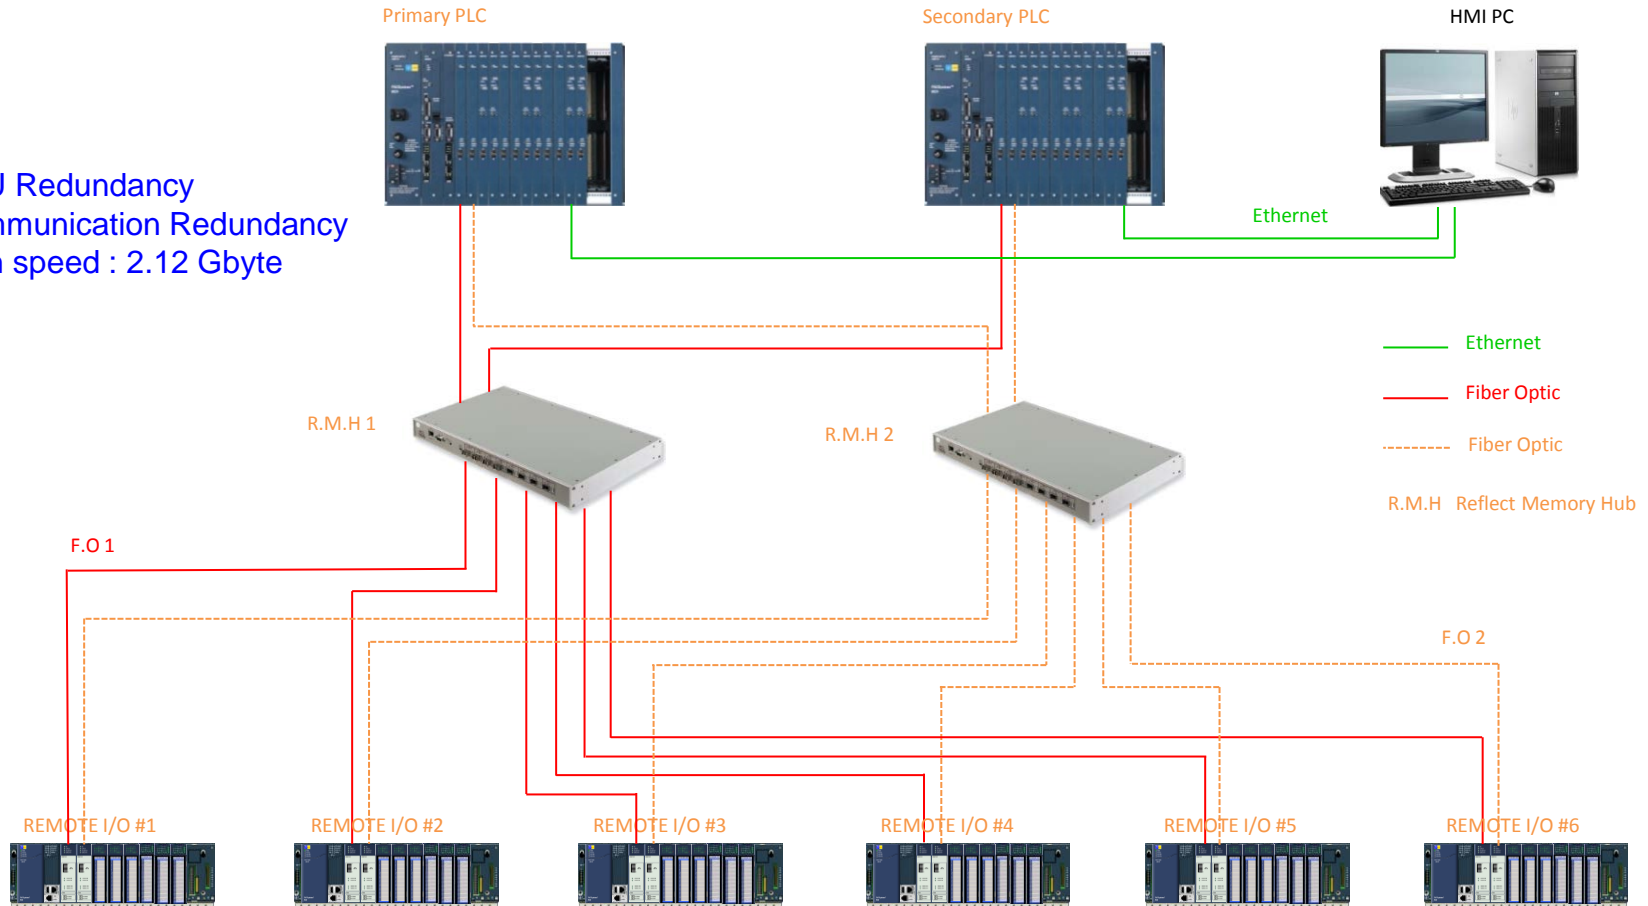 Primary PLC
Secondary PLC
HMI PC
U Redundancy
mmunication Redundancy
n speed : 2.12 Gbyte
Ethernet
Ethernet
Fiber Optic
Fiber Optic
R.M.H Reflect Memory Hub
R.M.H 1
R.M.H 2
F.O 1
F.O 2
REMOTE I/O #1
REMOTE I/O #2
REMOTE I/O #3
REMOTE I/O #4
REMOTE I/O #5
REMOTE I/O #6